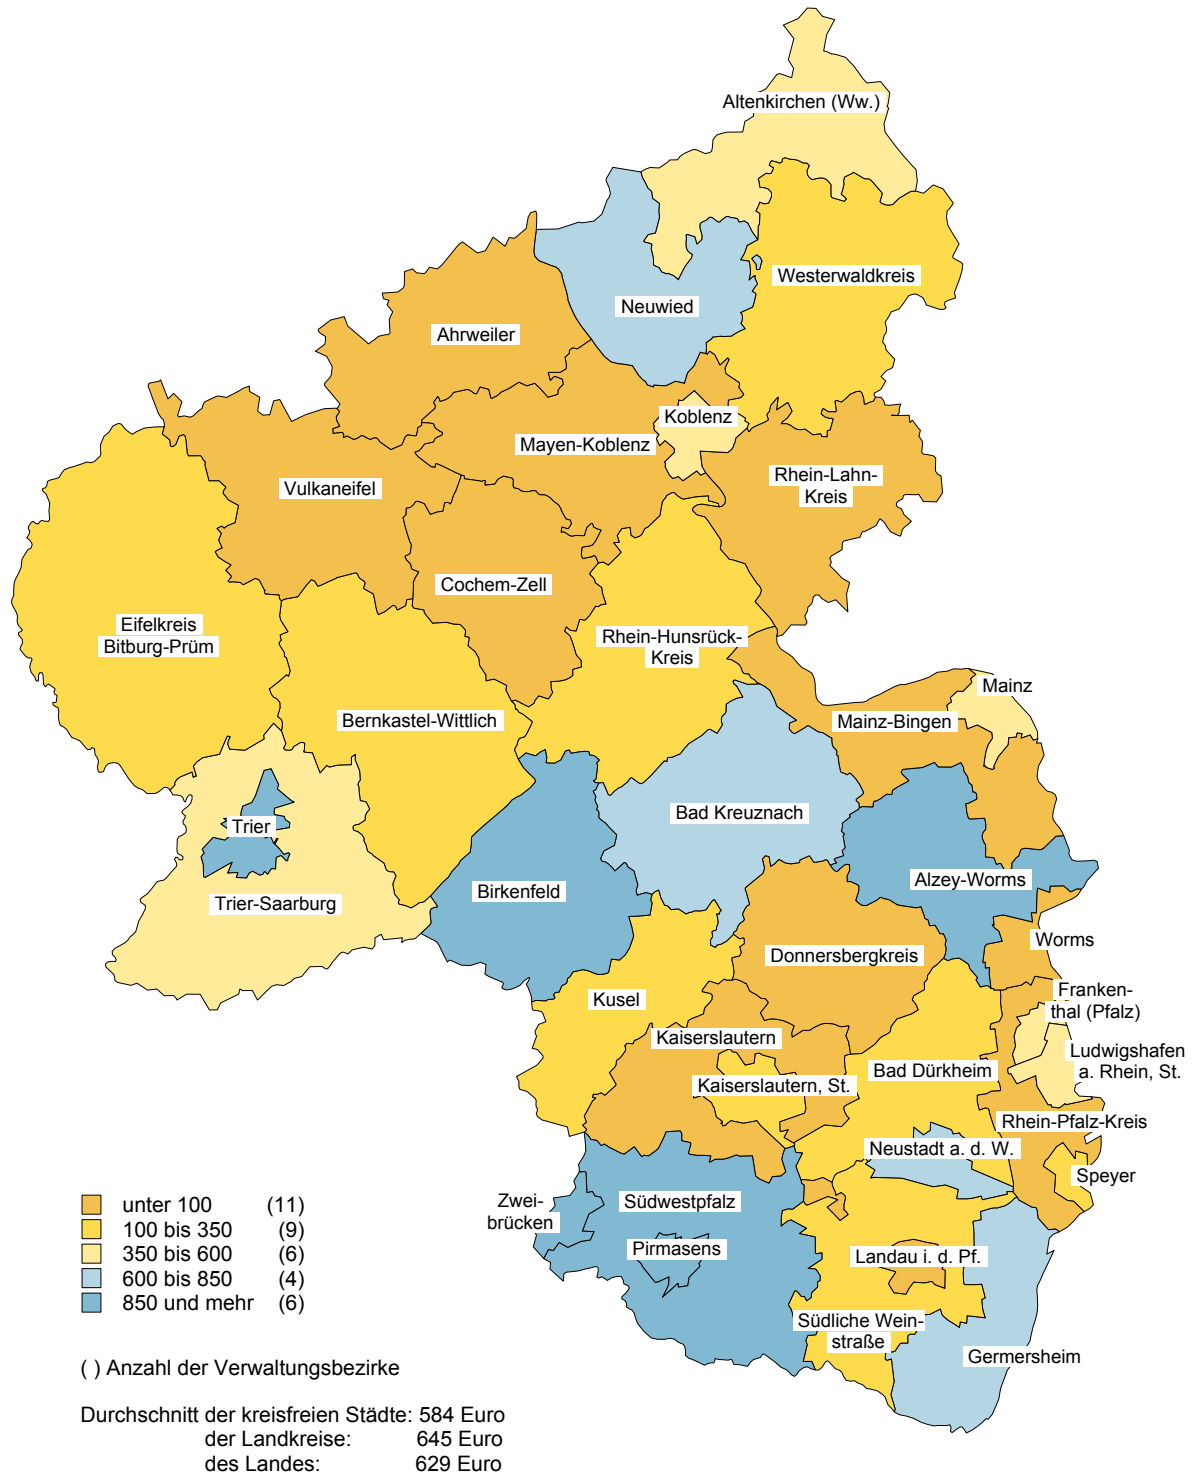 Altenkirchen (Ww.)
Westerwaldkreis
Neuwied
Ahrweiler
Koblenz
Mayen-Koblenz
Rhein-Lahn-
Kreis
Vulkaneifel
Cochem-Zell
Eifelkreis
Bitburg-Prüm
Rhein-Hunsrück-
Kreis
Mainz
Bernkastel-Wittlich
Mainz-Bingen
Bad Kreuznach
Trier
Alzey-Worms
Birkenfeld
Trier-Saarburg
Worms
Donnersbergkreis
Kusel
Franken-
thal (Pfalz)
Kaiserslautern
Ludwigshafen
a. Rhein, St.
Bad Dürkheim
Kaiserslautern, St.
Rhein-Pfalz-Kreis
Neustadt a. d. W.
Speyer
Zwei-
brücken
Südwestpfalz
Pirmasens
Landau i. d. Pf.
Südliche Wein-
straße
Germersheim
unter 100 (11)
100 bis 350 (9)
350 bis 600 (6)
600 bis 850 (4)
850 und mehr (6)
( ) Anzahl der Verwaltungsbezirke
Durchschnitt der kreisfreien Städte: 584 Euro
der Landkreise: 645 Euro
des Landes: 629 Euro